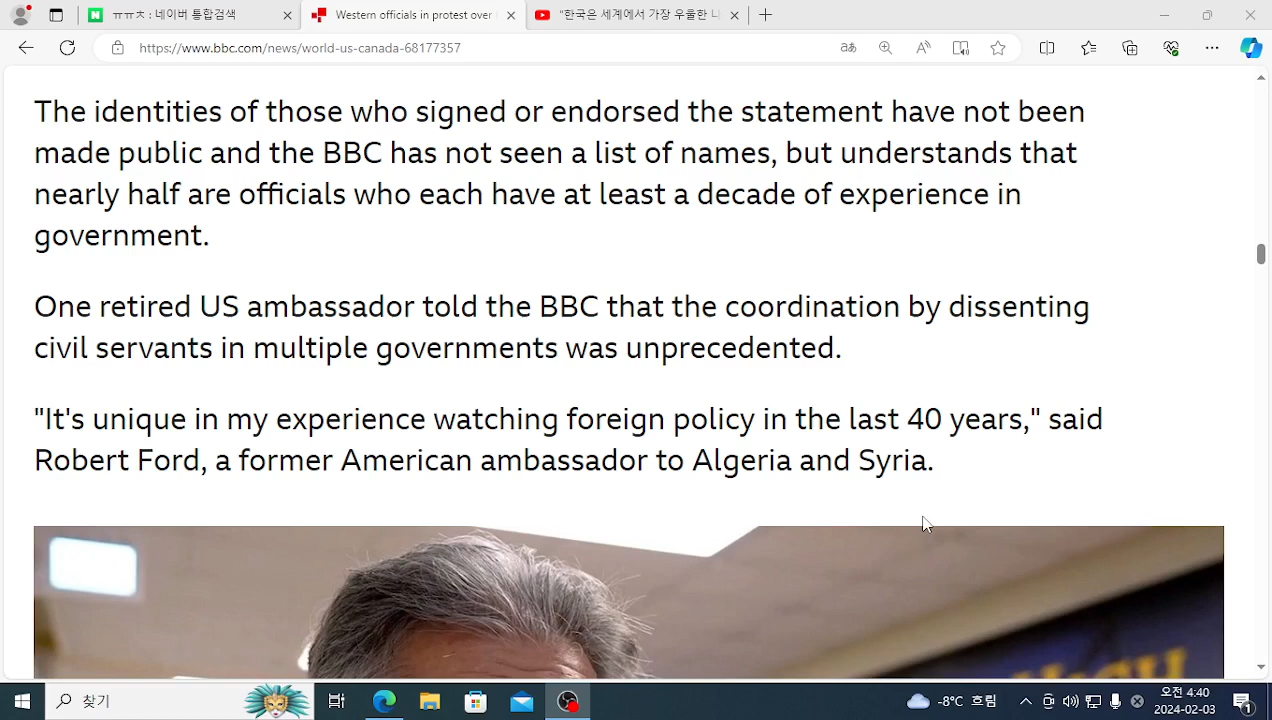 ㅠㅠㅊ : 네이버 통합검색
Western officials in protest over
"한국은 세계에서 가장 우울한 나
https://www.bbc.com/news/world-us-canada-68177357
The identities of those who signed or endorsed the statement have not been
made public and the BBC has not seen a list of names, but understands that
nearly half are officials who each have at least a decade of experience in
government.
One retired US ambassador told the BBC that the coordination by dissenting
civil servants in multiple governments was unprecedented.
"It's unique in my experience watching foreign policy in the last 40 years," said
Robert Ford, a former American ambassador to Algeria and Syria.
찾기
-8°C 흐림
오전 4:40
2024-02-03
1